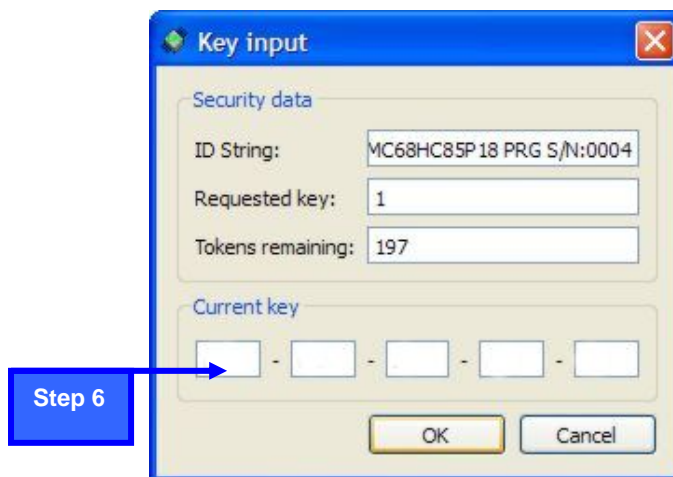 Key input
Security data
ID String: MC68HC85P18 PRG S/N:0004
Requested key: 1
Tokens remaining: 197
Current key
- - - -
Step 6
OK Cancel